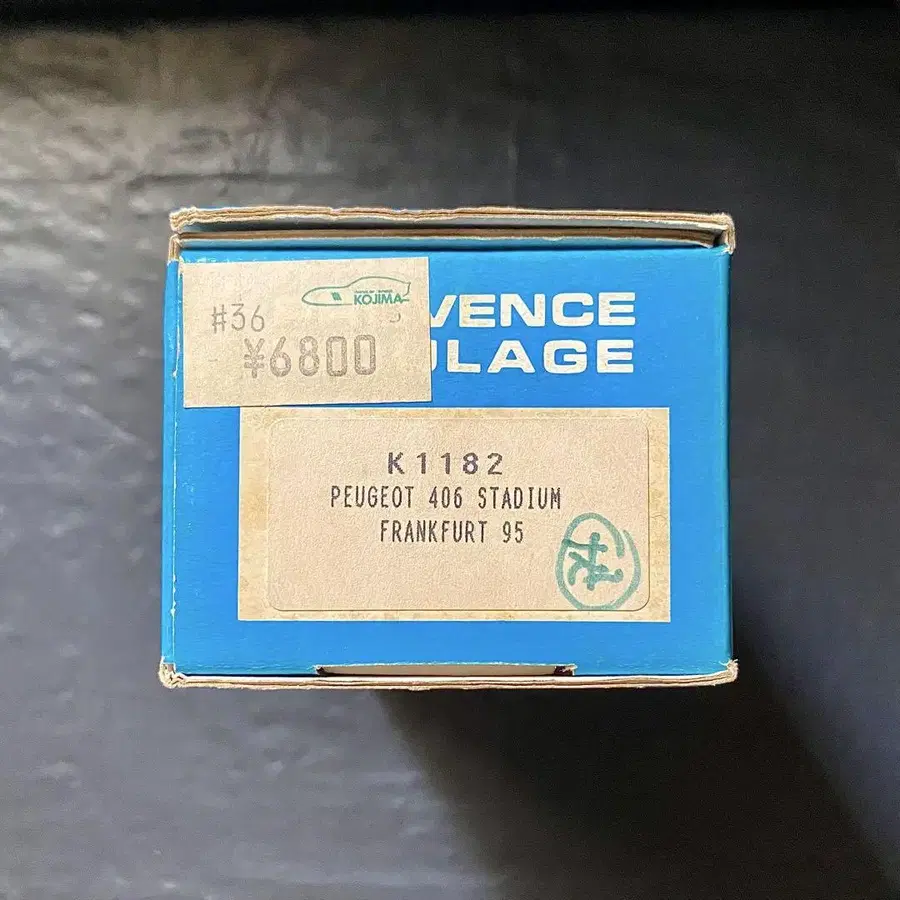 #36
KOJIMA
¥6800
VENCE
ULAGE
K1182
PEUGEOT 406 STADIUM
FRANKFURT 95